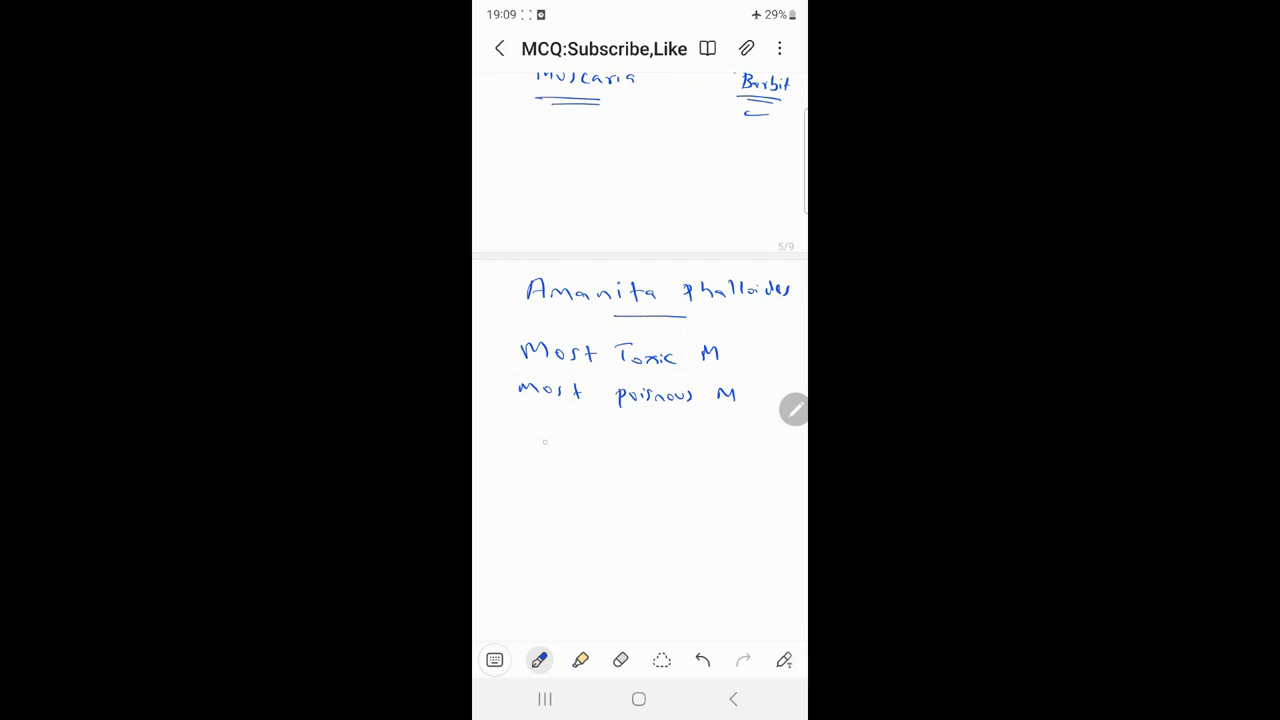 19:09 29%
MCQ:Subscribe,Like
Muscaria Barbit
5/9
Amanita phalloides
Most Toxic M
Most poisnous M